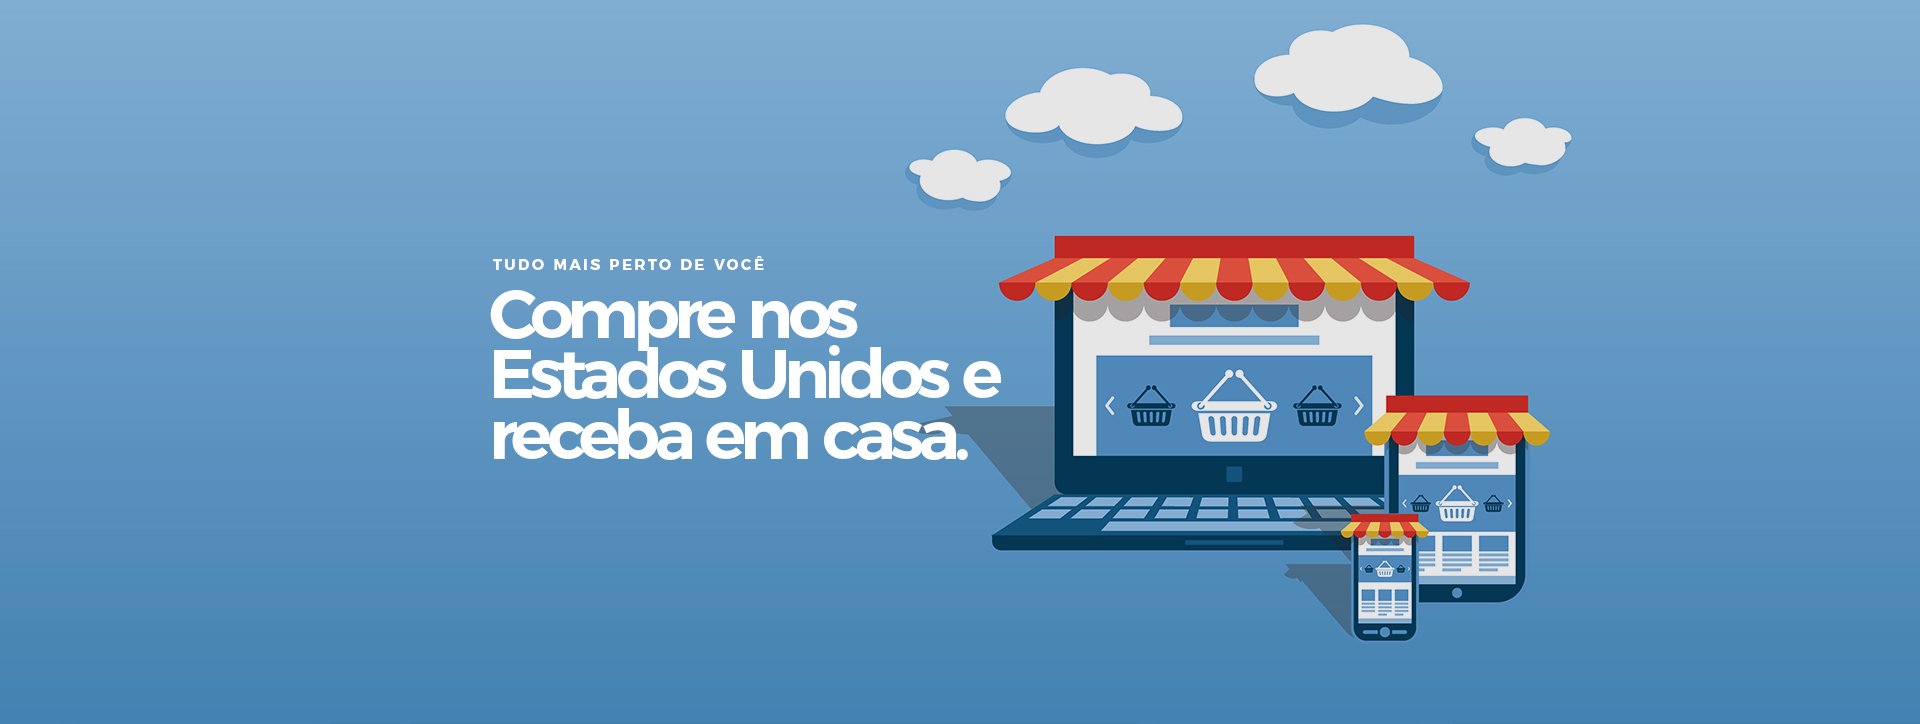 TUDO MAIS PERTO DE VOCÊ
Compre nos
Estados Unidos e
receba em casa.